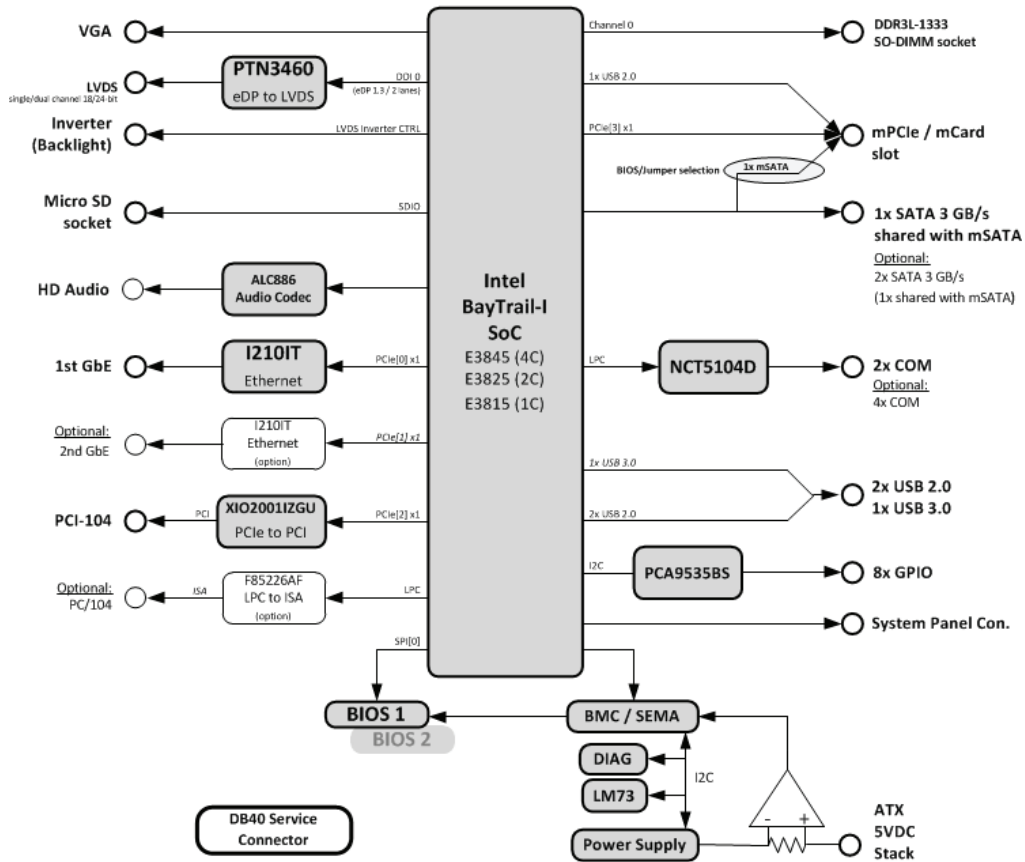 VGA
LVDS
single/dual channel 18/24-bit
PTN3460
eDP to LVDS
DDI 0
(eDP 1.3 / 2 lanes)
Inverter
(Backlight)
LVDS Inverter CTRL
Micro SD
socket
SDIO
HD Audio
ALC886
Audio Codec
1st GbE
I210IT
Ethernet
PCIe[0] x1
Optional:
2nd GbE
I210IT
Ethernet
(option)
PCIe[1] x1
PCI-104
PCI
XIO2001IZGU
PCIe to PCI
PCIe[2] x1
Optional:
PC/104
ISA
F85226AF
LPC to ISA
(option)
LPC
SPI[0]
Intel
BayTrail-I
SoC
E3845 (4C)
E3825 (2C)
E3815 (1C)
Channel 0
DDR3L-1333
SO-DIMM socket
1x USB 2.0
PCIe[3] x1
mPCIe / mCard
slot
BIOS/Jumper selection
1x mSATA
1x SATA 3 GB/s
shared with mSATA
Optional:
2x SATA 3 GB/s
(1x shared with mSATA)
LPC
NCT5104D
2x COM
Optional:
4x COM
1x USB 3.0
2x USB 2.0
2x USB 2.0
1x USB 3.0
I2C
PCA9535BS
8x GPIO
System Panel Con.
BIOS 1
BIOS 2
BMC / SEMA
DIAG
I2C
LM73
Power Supply
- +
ATX
5VDC
Stack
DB40 Service
Connector